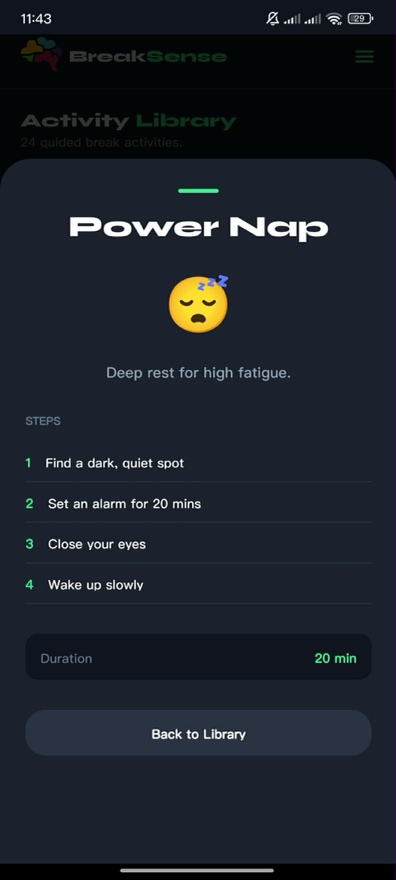 11:43
29
BreakSense
Activity Library
24 guided break activities.
Power Nap
Deep rest for high fatigue.
STEPS
1 Find a dark, quiet spot
2 Set an alarm for 20 mins
3 Close your eyes
4 Wake up slowly
Duration 20 min
Back to Library